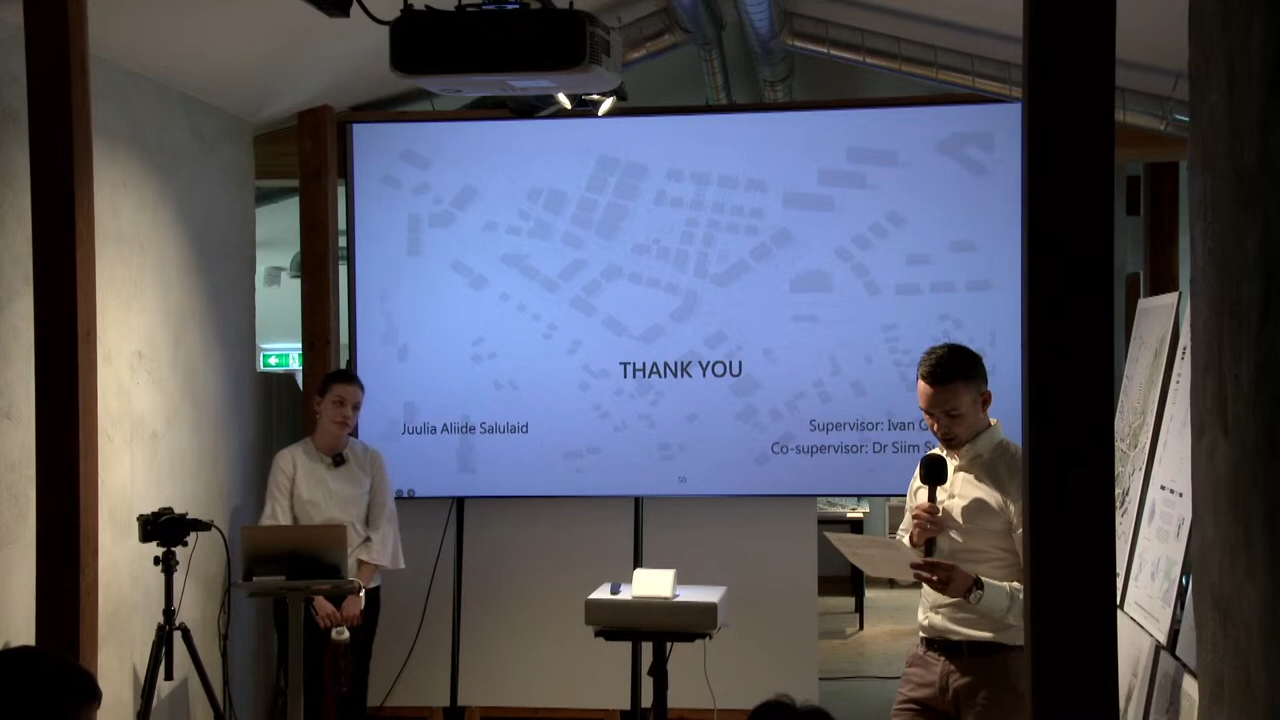 THANK YOU
Juulia Aliide Salulaid
Supervisor: Ivan
Co-supervisor: Dr Siim
50